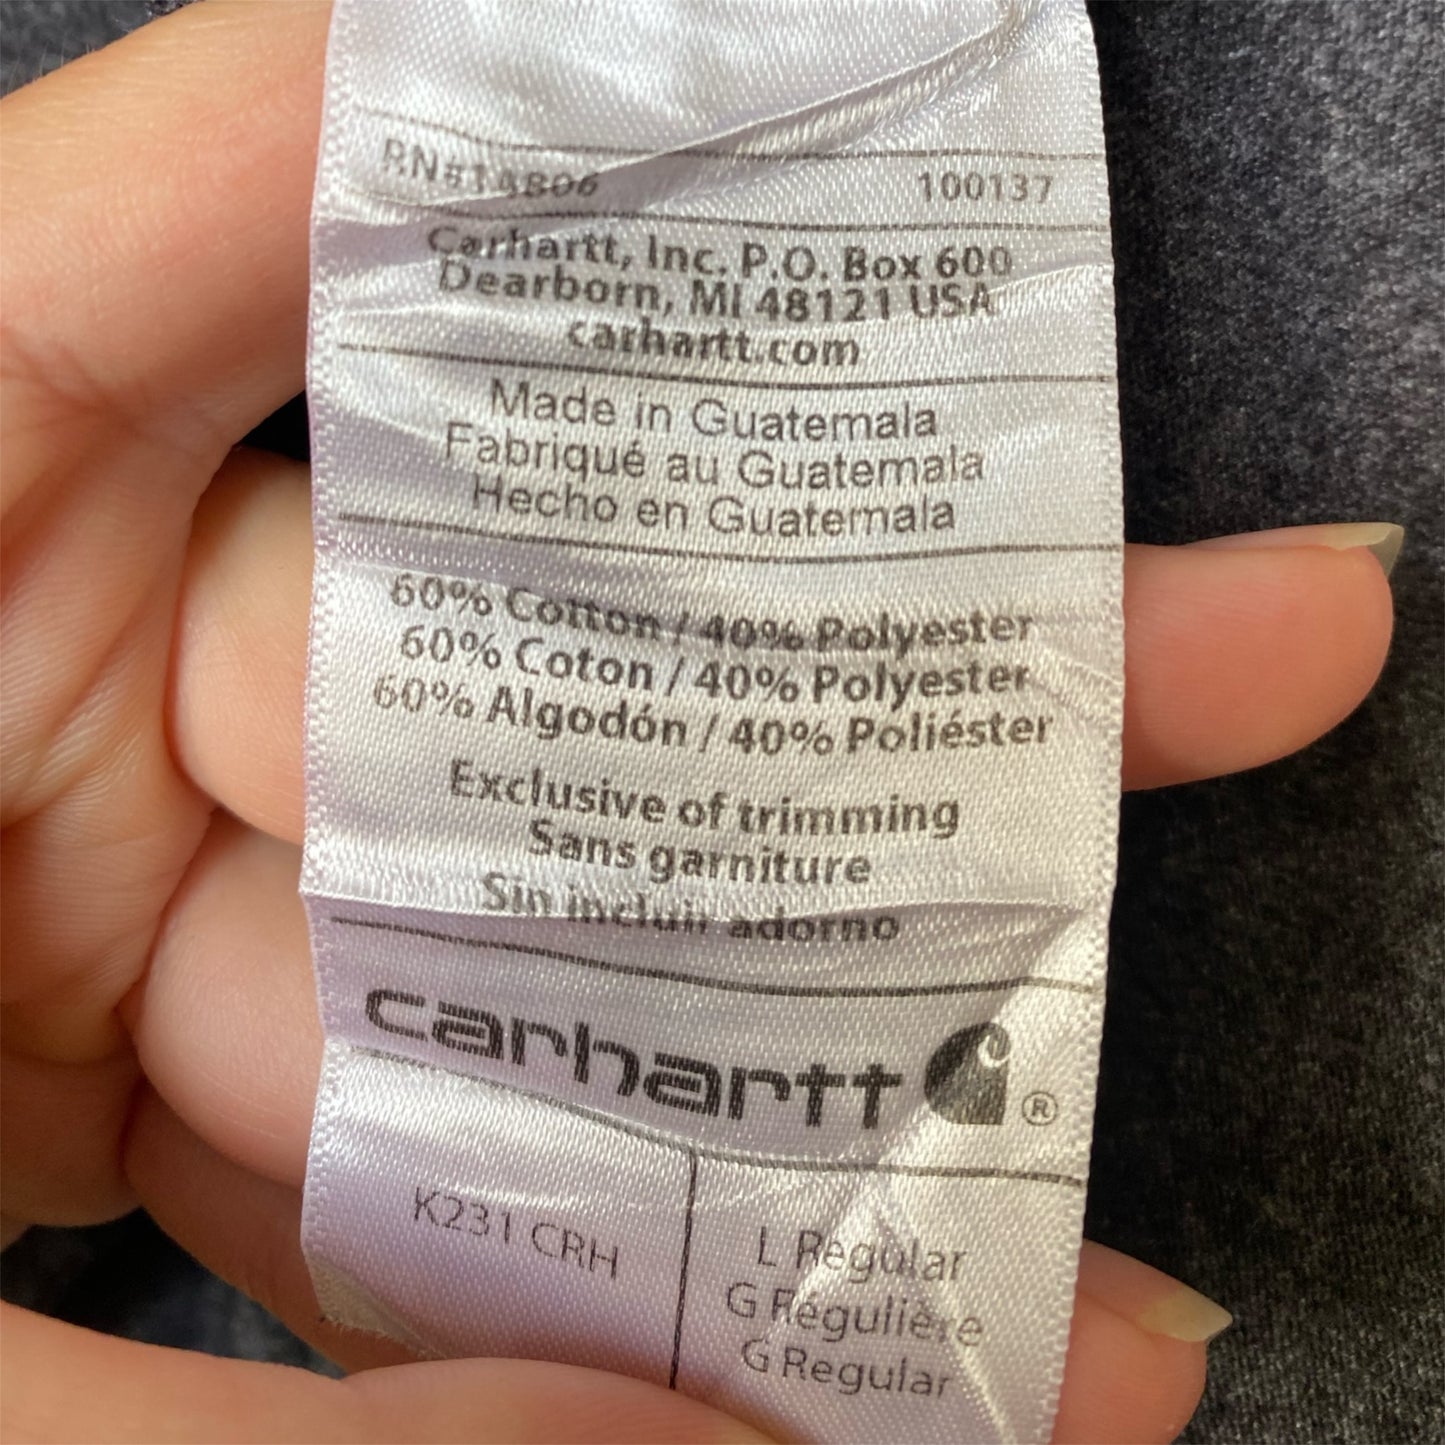 RN#14806 100137
Carhartt, Inc. P.O. Box 600
Dearborn, MI 48121 USA
carhartt.com
Made in Guatemala
Fabriqué au Guatemala
Hecho en Guatemala
60% Cotton / 40% Polyester
60% Coton / 40% Polyester
60% Algodón / 40% Poliéster
Exclusive of trimming
Sans garniture
Sin incluir adorno
carhartt ®
K231 CRH
L Regular
G Regulière
G Regular